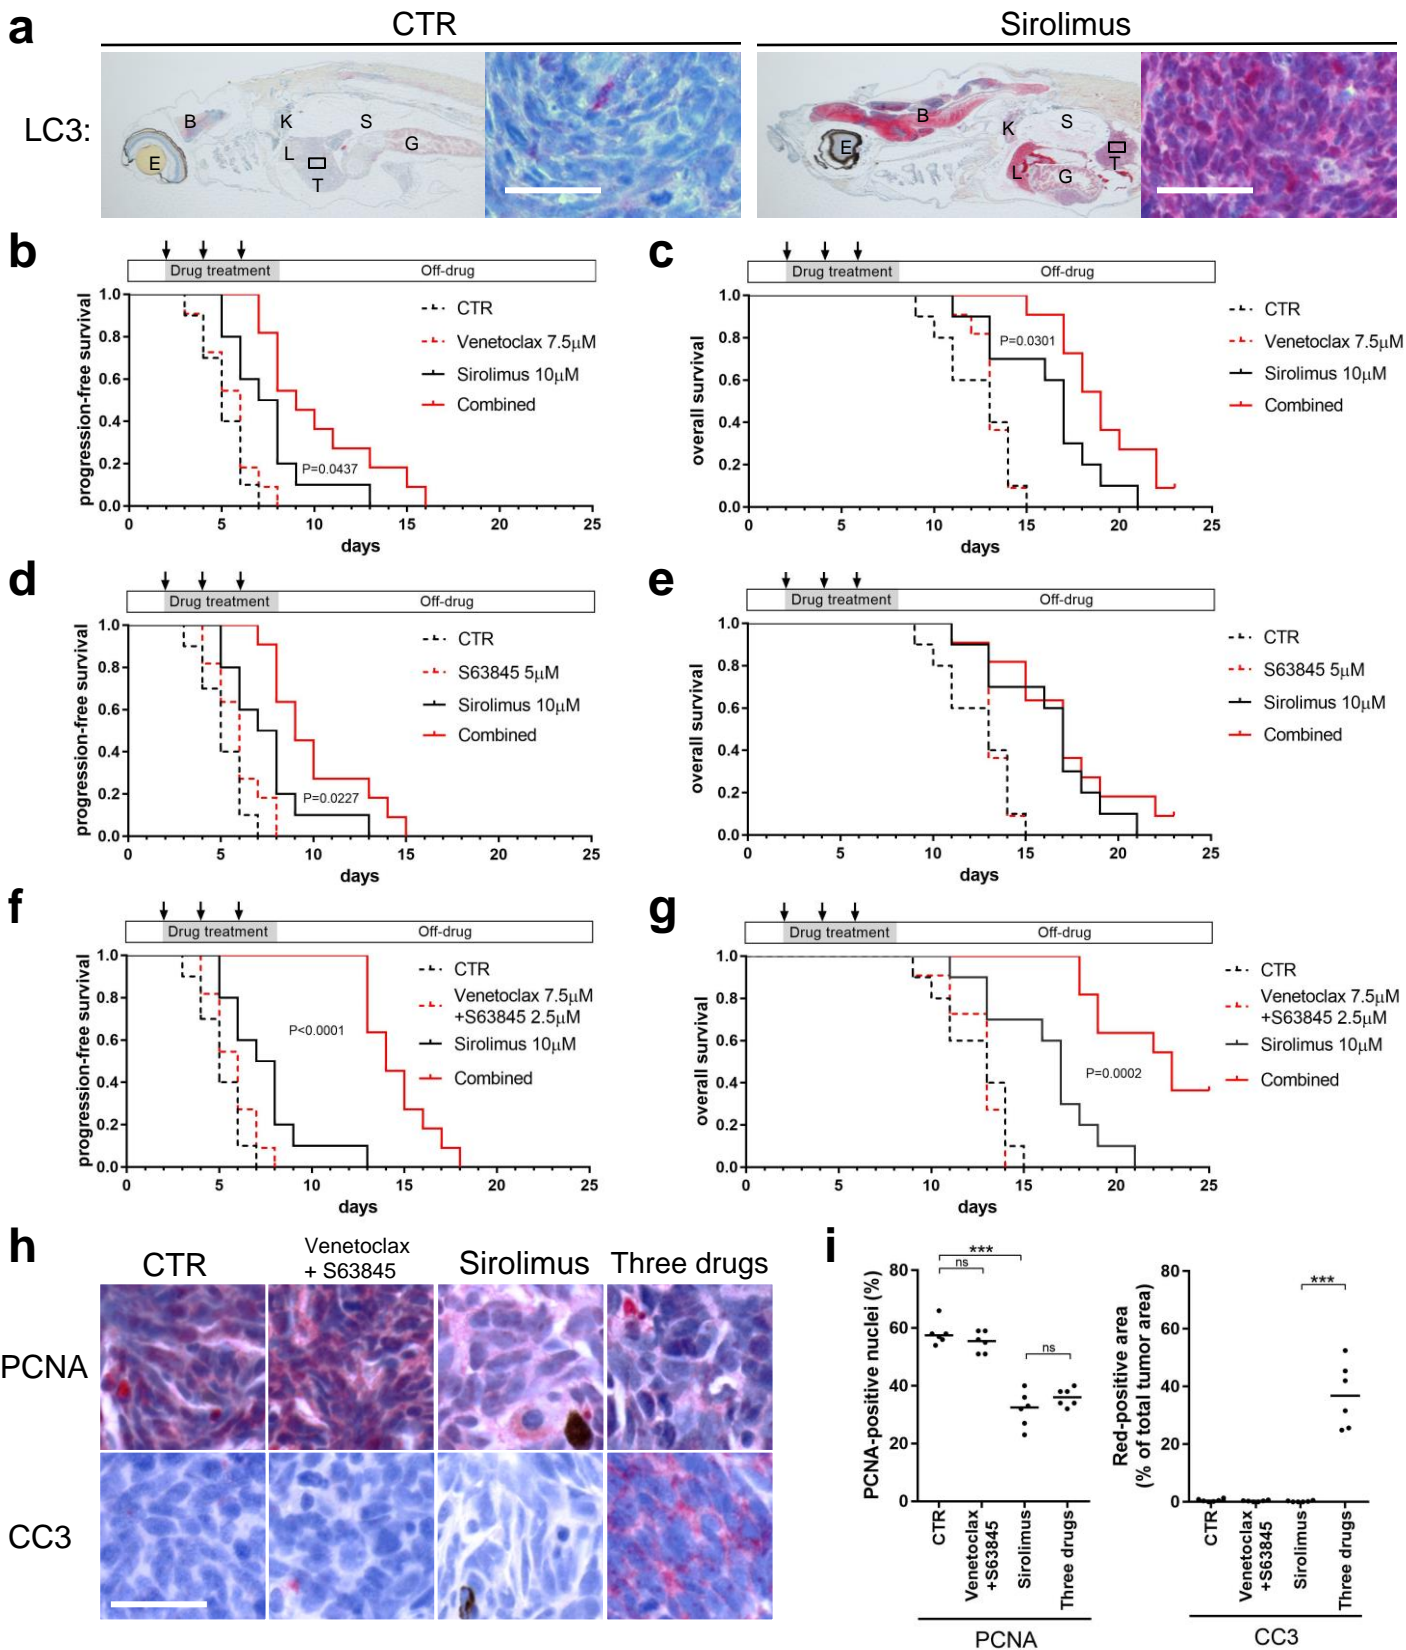 a
CTR
Sirolimus
LC3:
B
K
S
G
E
L
T
B
K
S
E
L
G
T
b
Drug treatment
Off-drug
progression-free survival
1.0
0.8
0.6
0.4
0.2
0.0
0
5
10
15
20
25
days
CTR
Venetoclax 7.5µM
Sirolimus 10µM
Combined
P=0.0437
c
Drug treatment
Off-drug
overall survival
1.0
0.8
0.6
0.4
0.2
0.0
0
5
10
15
20
25
days
P=0.0301
CTR
Venetoclax 7.5µM
Sirolimus 10µM
Combined
d
Drug treatment
Off-drug
progression-free survival
1.0
0.8
0.6
0.4
0.2
0.0
0
5
10
15
20
25
days
CTR
S63845 5µM
Sirolimus 10µM
Combined
P=0.0227
e
Drug treatment
Off-drug
overall survival
1.0
0.8
0.6
0.4
0.2
0.0
0
5
10
15
20
25
days
CTR
S63845 5µM
Sirolimus 10µM
Combined
f
Drug treatment
Off-drug
progression-free survival
1.0
0.8
0.6
0.4
0.2
0.0
0
5
10
15
20
25
days
P<0.0001
CTR
Venetoclax 7.5µM
+S63845 2.5µM
Sirolimus 10µM
Combined
g
Drug treatment
Off-drug
overall survival
1.0
0.8
0.6
0.4
0.2
0.0
0
5
10
15
20
25
days
P=0.0002
CTR
Venetoclax 7.5µM
+S63845 2.5µM
Sirolimus 10µM
Combined
h
CTR
Venetoclax
+ S63845
Sirolimus
Three drugs
PCNA
CC3
i
PCNA-positive nuclei (%)
80
60
40
20
0
***
ns
ns
CTR
Venetoclax
+S63845
Sirolimus
Three drugs
PCNA
Red-positive area
(% of total tumor area)
80
60
40
20
0
***
CTR
Venetoclax
+S63845
Sirolimus
Three drugs
CC3